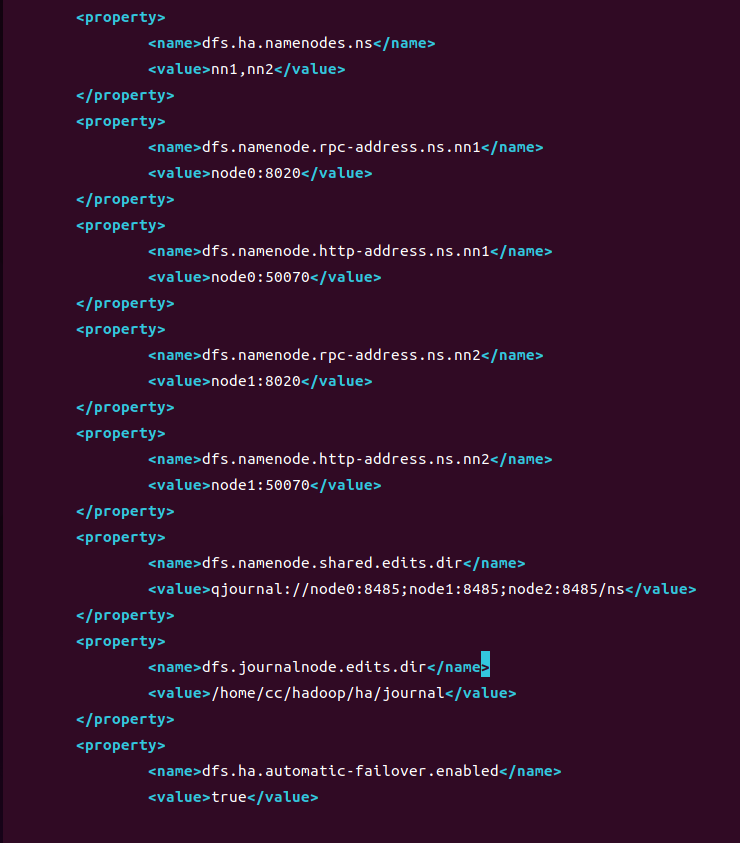 <property>
<name>dfs.ha.namenodes.ns</name>
<value>nn1,nn2</value>
</property>
<property>
<name>dfs.namenode.rpc-address.ns.nn1</name>
<value>node0:8020</value>
</property>
<property>
<name>dfs.namenode.http-address.ns.nn1</name>
<value>node0:50070</value>
</property>
<property>
<name>dfs.namenode.rpc-address.ns.nn2</name>
<value>node1:8020</value>
</property>
<property>
<name>dfs.namenode.http-address.ns.nn2</name>
<value>node1:50070</value>
</property>
<property>
<name>dfs.namenode.shared.edits.dir</name>
<value>qjournal://node0:8485;node1:8485;node2:8485/ns</value>
</property>
<property>
<name>dfs.journalnode.edits.dir</name>
<value>/home/cc/hadoop/ha/journal</value>
</property>
<property>
<name>dfs.ha.automatic-failover.enabled</name>
<value>true</value>